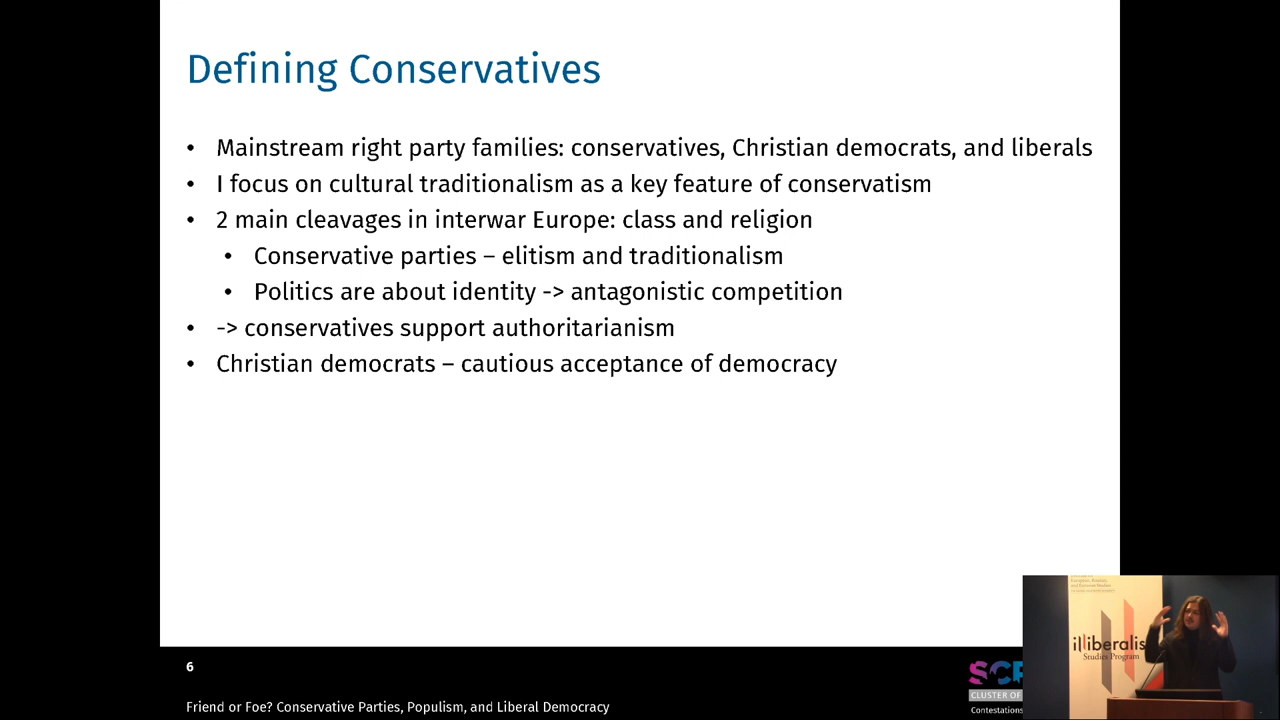 Defining Conservatives
• Mainstream right party families: conservatives, Christian democrats, and liberals
• I focus on cultural traditionalism as a key feature of conservatism
• 2 main cleavages in interwar Europe: class and religion
• Conservative parties – elitism and traditionalism
• Politics are about identity -> antagonistic competition
• -> conservatives support authoritarianism
• Christian democrats – cautious acceptance of democracy
6
Friend or Foe? Conservative Parties, Populism, and Liberal Democracy
CLUSTER OF
Contestations
illiberalis
Studies Program